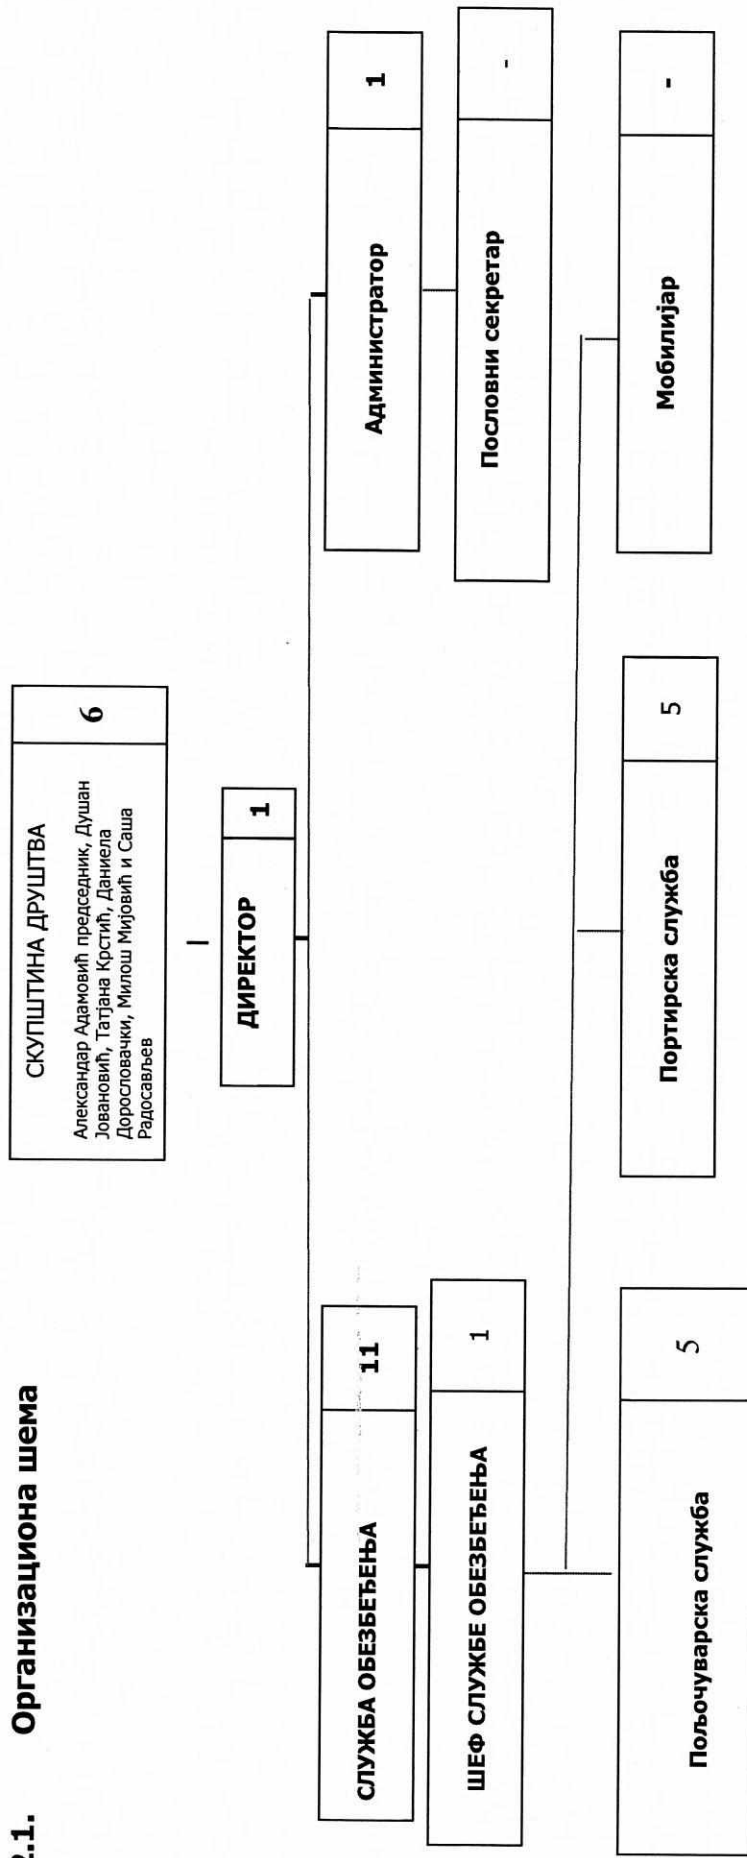 2.1. Организациона шема
СКУПШТИНА ДРУШТВА
Александар Адамовић председник, Душан
Јовановић, Татјана Крстић, Даниела
Дорословачки, Милош Мијовић и Саша
Радосављев
6
ДИРЕКТОР
1
СЛУЖБА ОБЕЗБЕЂЕЊА
11
Администратор
1
ШЕФ СЛУЖБЕ ОБЕЗБЕЂЕЊА
1
Пословни секретар
-
Пољочуварска служба
5
Портирска служба
5
Мобилијар
-